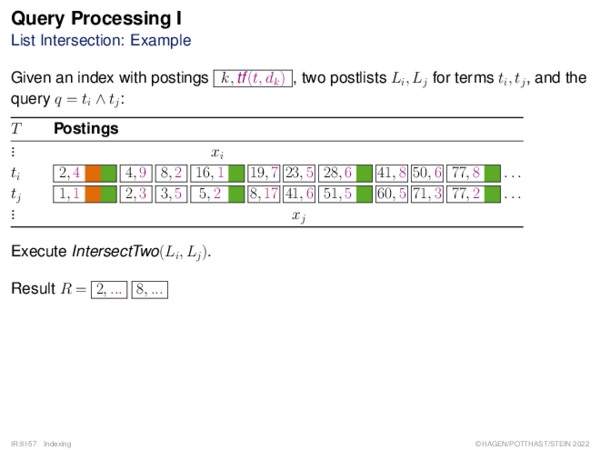 Query Processing I
List Intersection: Example
Given an index with postings k, tf(t, d_k) , two postlists L_i, L_j for terms t_i, t_j, and the
query q = t_i ∧ t_j:
T Postings
⋮ x_i
t_i 2, 4 4, 9 8, 2 16, 1 19, 7 23, 5 28, 6 41, 8 50, 6 77, 8 ...
t_j 1, 1 2, 3 3, 5 5, 2 8, 17 41, 6 51, 5 60, 5 71, 3 77, 2 ...
⋮ x_j
Execute IntersectTwo(L_i, L_j).
Result R = 2, ... 8, ...
IR:III-57 Indexing © HAGEN/POTTHAST/STEIN 2022